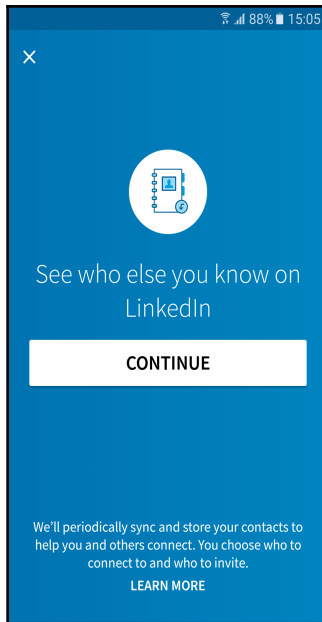 88% 15:05
See who else you know on
LinkedIn
CONTINUE
We’ll periodically sync and store your contacts to
help you and others connect. You choose who to
connect to and who to invite.
LEARN MORE